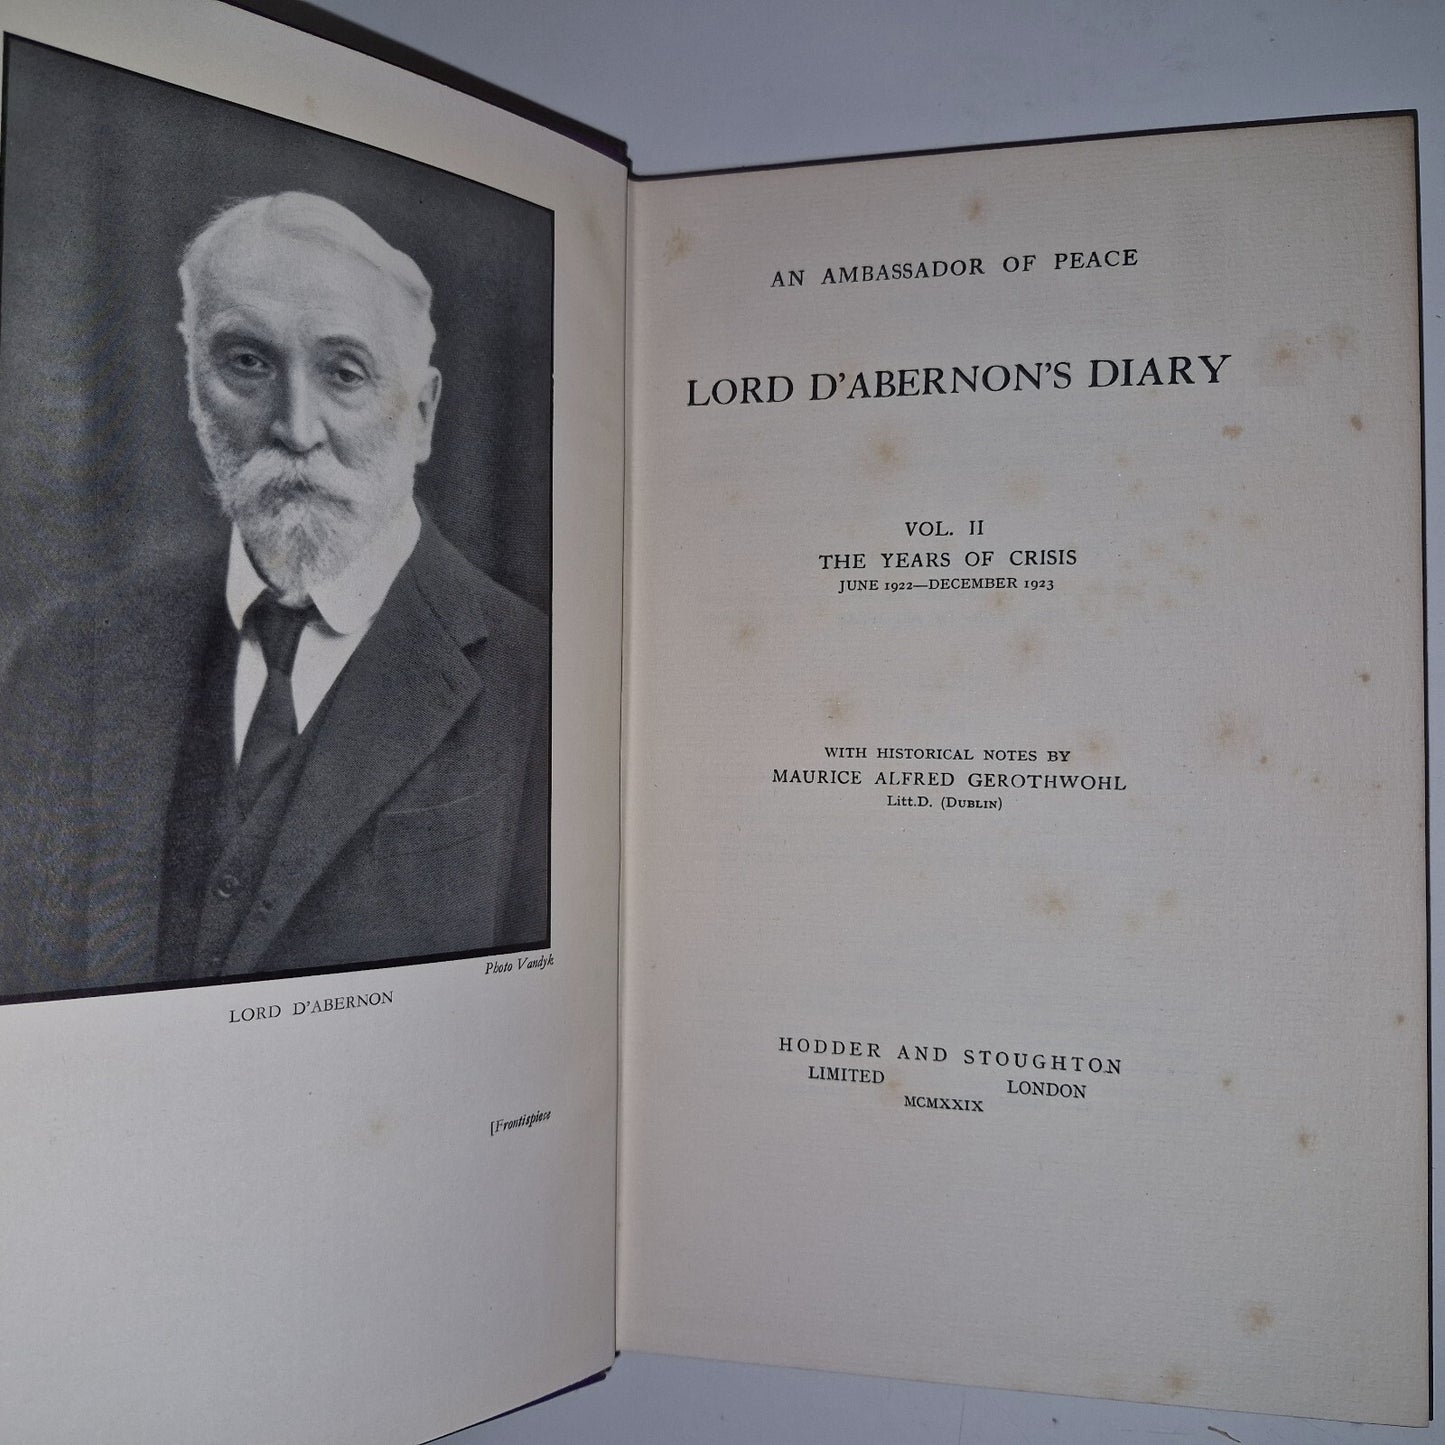 Photo Vandyk
LORD D'ABERNON
[Frontispiece
AN AMBASSADOR OF PEACE
LORD D'ABERNON'S DIARY
VOL. II
THE YEARS OF CRISIS
JUNE 1922—DECEMBER 1923
WITH HISTORICAL NOTES BY
MAURICE ALFRED GEROTHWOHL
Litt.D. (DUBLIN)
HODDER AND STOUGHTON
LIMITED LONDON
MCMXXIX